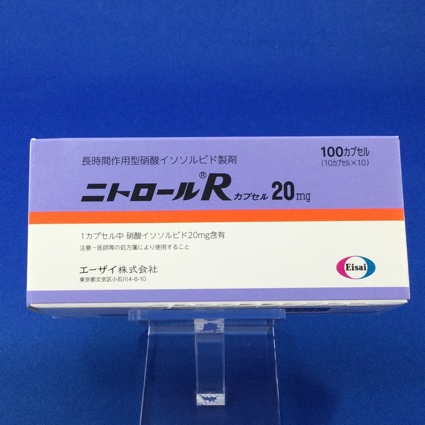 長時間作用型硝酸イソソルビド製剤
100カプセル
(10カプセル×10)
ニトロール®Rカプセル 20mg
1カプセル中 硝酸イソソルビド20mg含有
注意－医師等の処方箋により使用すること
エーザイ株式会社
東京都文京区小石川4-6-10
Eisai